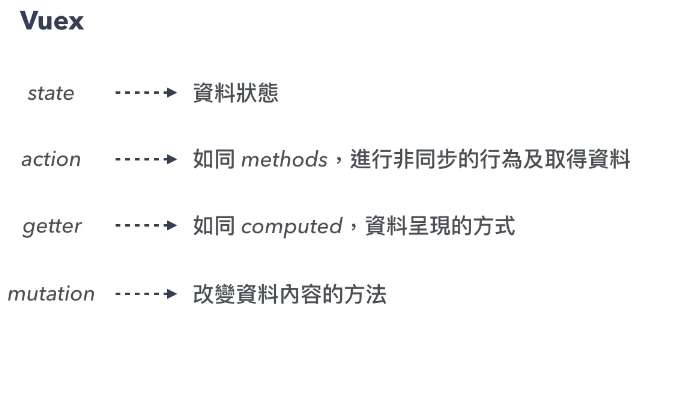 Vuex
state 資料狀態
action 如同 methods，進行非同步的行為及取得資料
getter 如同 computed，資料呈現的方式
mutation 改變資料內容的方法